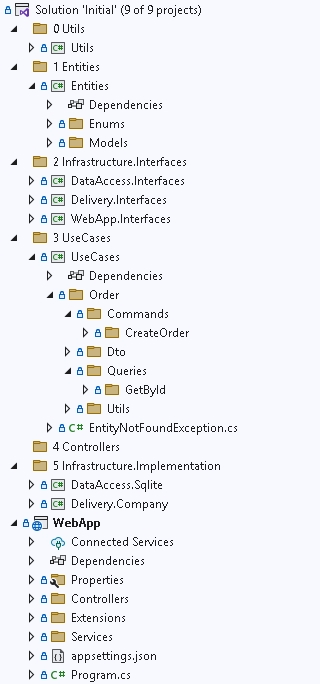 Solution 'Initial' (9 of 9 projects)
0 Utils
C# Utils
1 Entities
C# Entities
Dependencies
Enums
Models
2 Infrastructure.Interfaces
C# DataAccess.Interfaces
C# Delivery.Interfaces
C# WebApp.Interfaces
3 UseCases
C# UseCases
Dependencies
Order
Commands
CreateOrder
Dto
Queries
GetById
Utils
C# EntityNotFoundException.cs
4 Controllers
5 Infrastructure.Implementation
C# DataAccess.Sqlite
C# Delivery.Company
WebApp
Connected Services
Dependencies
Properties
Controllers
Extensions
Services
appsettings.json
C# Program.cs